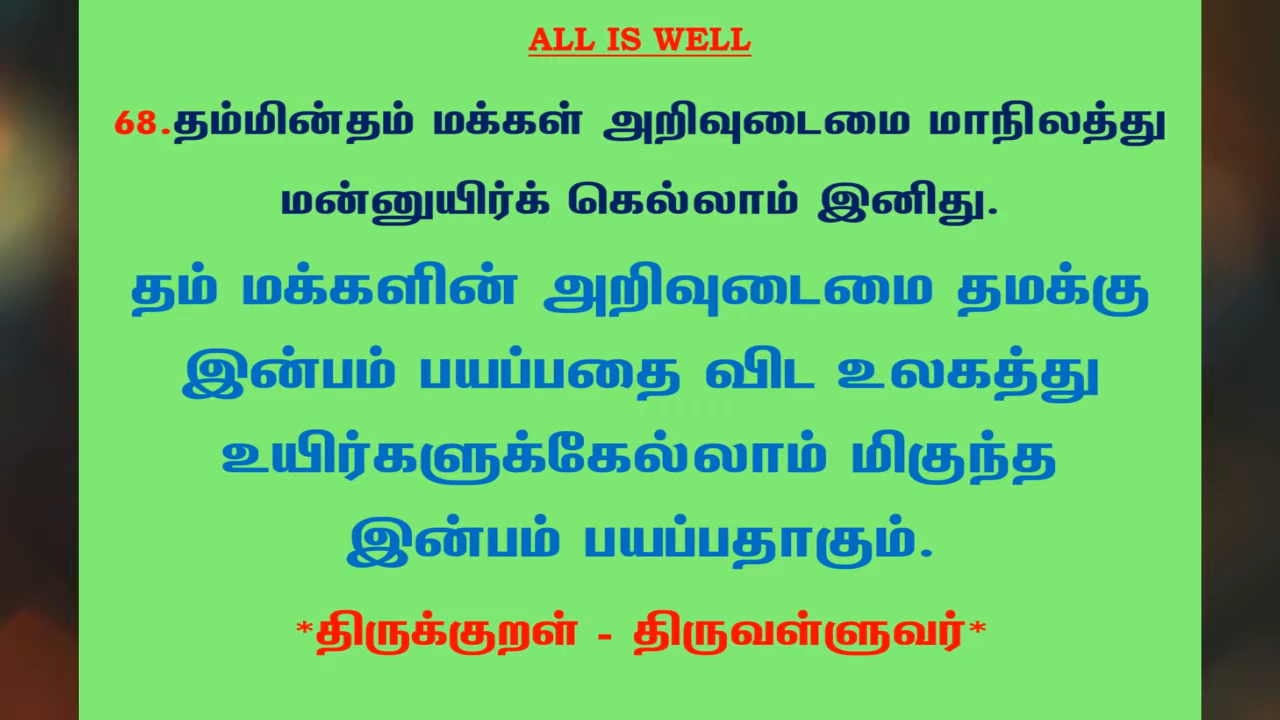 ALL IS WELL
68.தம்மின்தம் மக்கள் அறிவுடைமை மாநிலத்து
மன்னுயிர்க் கெல்லாம் இனிது.
தம் மக்களின் அறிவுடைமை தமக்கு
இன்பம் பயப்பதை விட உலகத்து
உயிர்களுக்கேல்லாம் மிகுந்த
இன்பம் பயப்பதாகும்.
*திருக்குறள் - திருவள்ளுவர்*